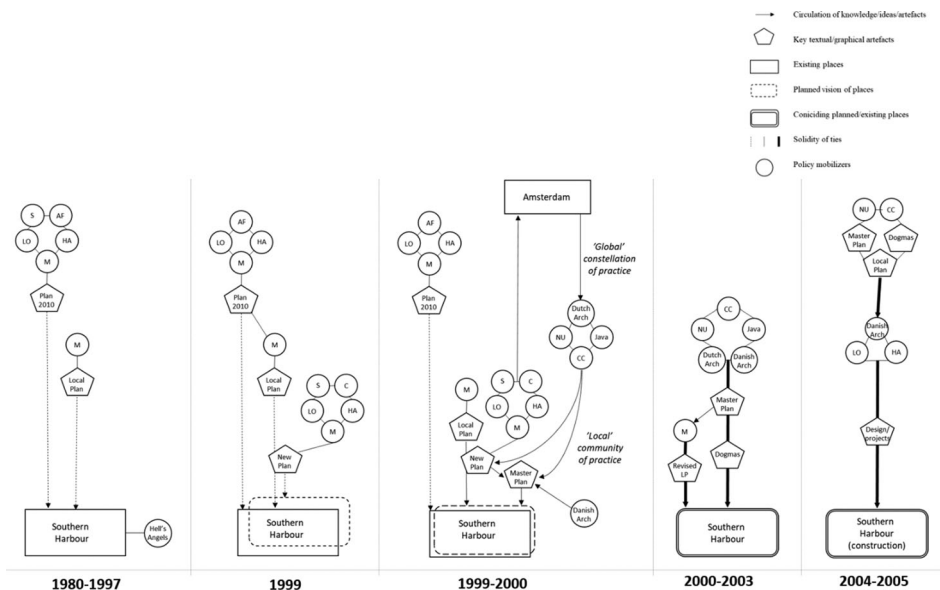 Circulation of knowledge/ideas/artefacts
Key textual/graphical artefacts
Existing places
Planned vision of places
Coniciding planned/existing places
Solidity of ties
Policy mobilizers
S
AF
LO
HA
M
Plan
2010
M
Local
Plan
Southern
Harbour
Hell's
Angels
1980-1997
AF
LO
HA
M
Plan
2010
M
Local
Plan
S
C
LO
HA
M
New
Plan
Southern
Harbour
1999
Amsterdam
'Global'
constellation
of practice
AF
LO
HA
M
Plan
2010
Dutch
Arch
NU
Java
CC
S
C
LO
HA
M
M
Local
Plan
New
Plan
Master
Plan
'Local'
community
of practice
Danish
Arch
Southern
Harbour
1999-2000
CC
NU
Java
Dutch
Arch
Danish
Arch
Master
Plan
M
Revised
LP
Dogmas
Southern
Harbour
2000-2003
NU
CC
Master
Plan
Dogmas
Local
Plan
Danish
Arch
LO
HA
Design/
projects
Southern
Harbour
(construction)
2004-2005